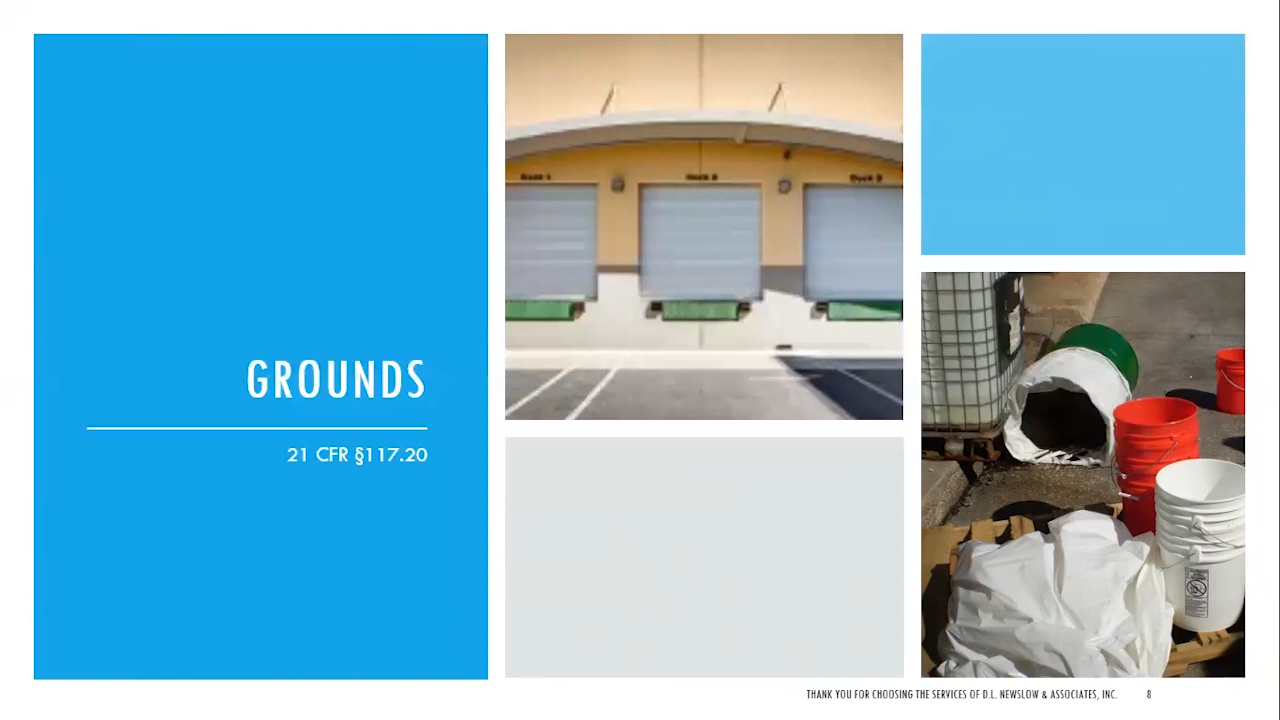 GROUNDS
21 CFR §117.20
THANK YOU FOR CHOOSING THE SERVICES OF D.L. NEWSLOW & ASSOCIATES, INC.
8